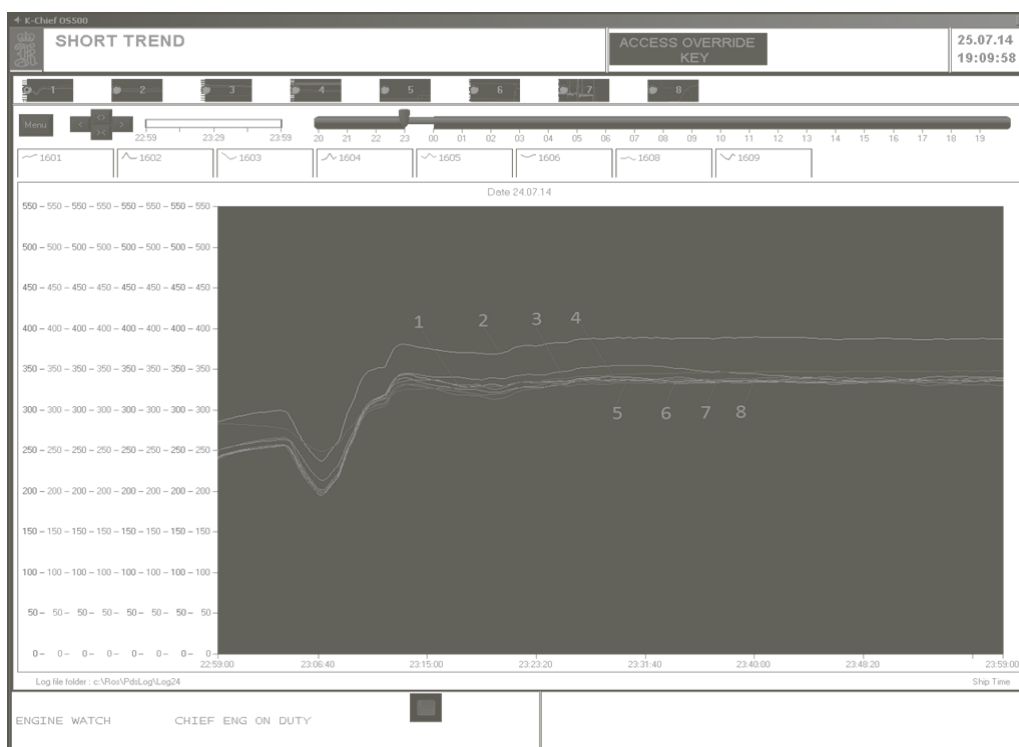 K-Chief OS500
SHORT TREND
ACCESS OVERRIDE
KEY
25.07.14
19:09:58
1 2 3 4 5 6 7 8
Menu
22:59 23:29 23:59
20 21 22 23 00 01 02 03 04 05 06 07 08 09 10 11 12 13 14 15 16 17 18 19
1601 1602 1603 1604 1605 1606 1608 1609
Date 24.07.14
550 550 550 550 550 550 550 550
500 500 500 500 500 500 500 500
450 450 450 450 450 450 450 450
400 400 400 400 400 400 400 400
350 350 350 350 350 350 350 350
300 300 300 300 300 300 300 300
250 250 250 250 250 250 250 250
200 200 200 200 200 200 200 200
150 150 150 150 150 150 150 150
100 100 100 100 100 100 100 100
50 50 50 50 50 50 50 50
0 0 0 0 0 0 0 0
1 2 3 4
5 6 7 8
22:59:00 23:06:40 23:15:00 23:23:20 23:31:40 23:40:00 23:48:20 23:59:00
Log file folder : c:\Ros\PdsLog\Log24 Ship Time
ENGINE WATCH CHIEF ENG ON DUTY